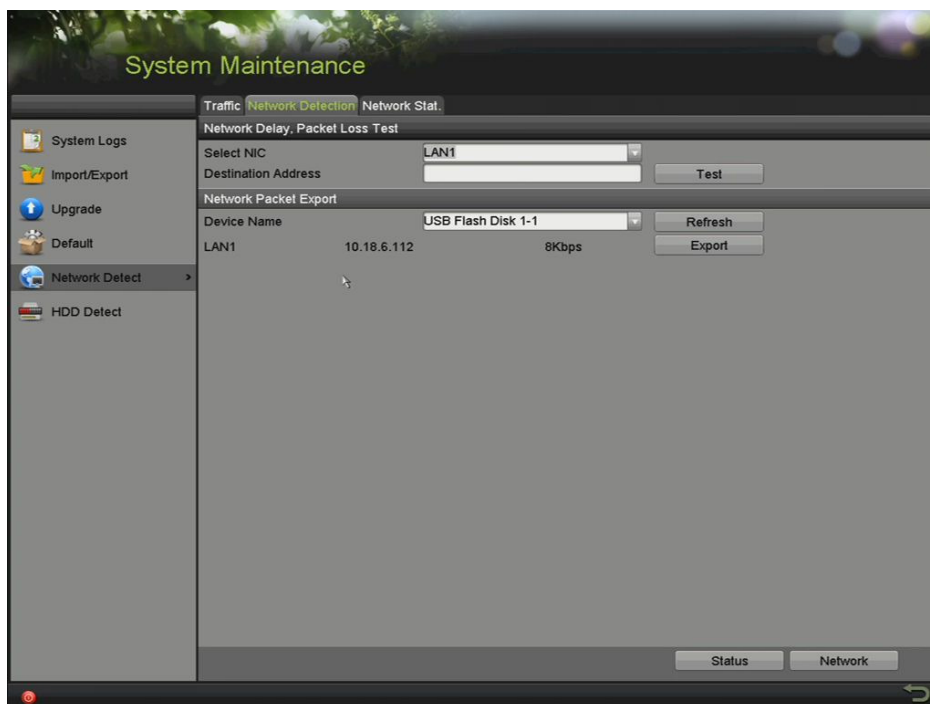 System Maintenance
Traffic Network Detection Network Stat.
System Logs
Import/Export
Upgrade
Default
Network Detect
HDD Detect
Network Delay, Packet Loss Test
Select NIC LAN1
Destination Address Test
Network Packet Export
Device Name USB Flash Disk 1-1 Refresh
LAN1 10.18.6.112 8Kbps Export
Status Network